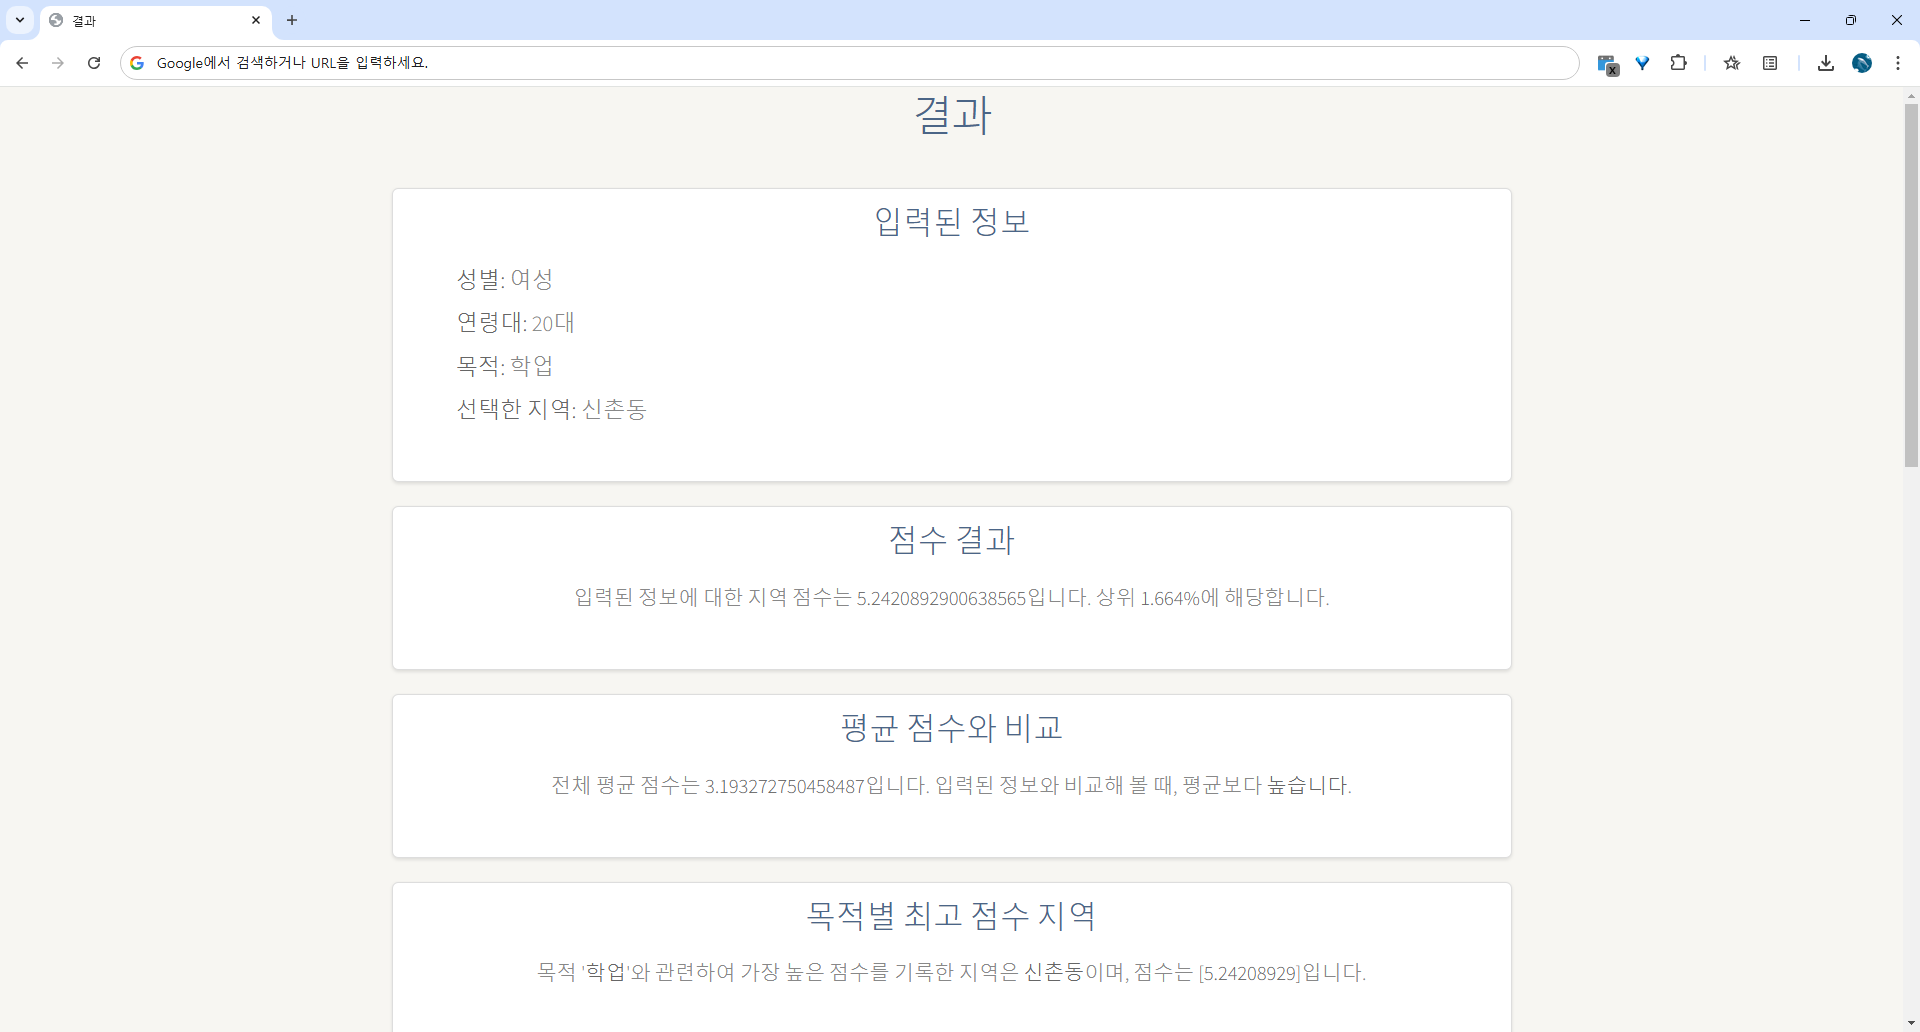 결과
Google에서 검색하거나 URL을 입력하세요.
결과
입력된 정보
성별: 여성
연령대: 20대
목적: 학업
선택한 지역: 신촌동
점수 결과
입력된 정보에 대한 지역 점수는 5.2420892900638565입니다. 상위 1.664%에 해당합니다.
평균 점수와 비교
전체 평균 점수는 3.193272750458487입니다. 입력된 정보와 비교해 볼 때, 평균보다 높습니다.
목적별 최고 점수 지역
목적 '학업'와 관련하여 가장 높은 점수를 기록한 지역은 신촌동이며, 점수는 [5.24208929]입니다.